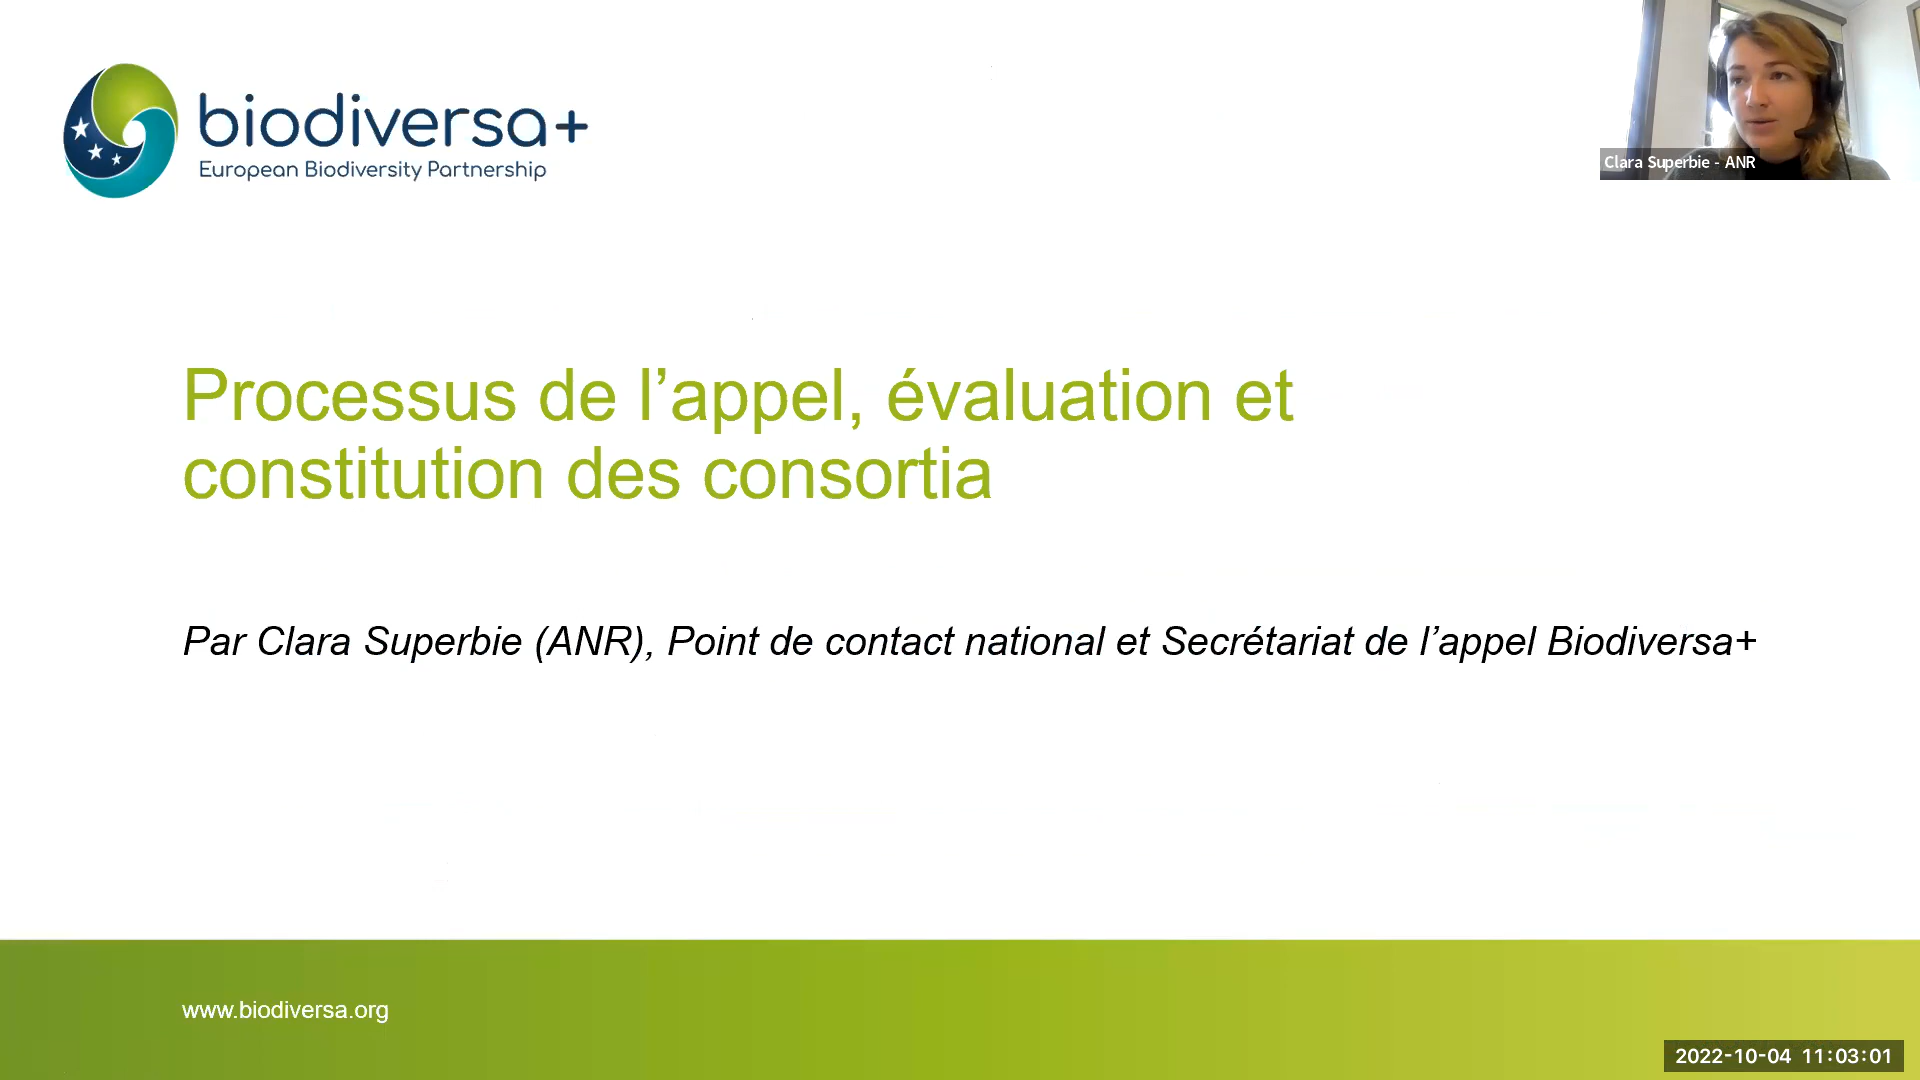 biodiversa+
European Biodiversity Partnership
Clara Superbie - ANR
Processus de l’appel, évaluation et
constitution des consortia
Par Clara Superbie (ANR), Point de contact national et Secrétariat de l’appel Biodiversa+
www.biodiversa.org
2022-10-04 11:03:01